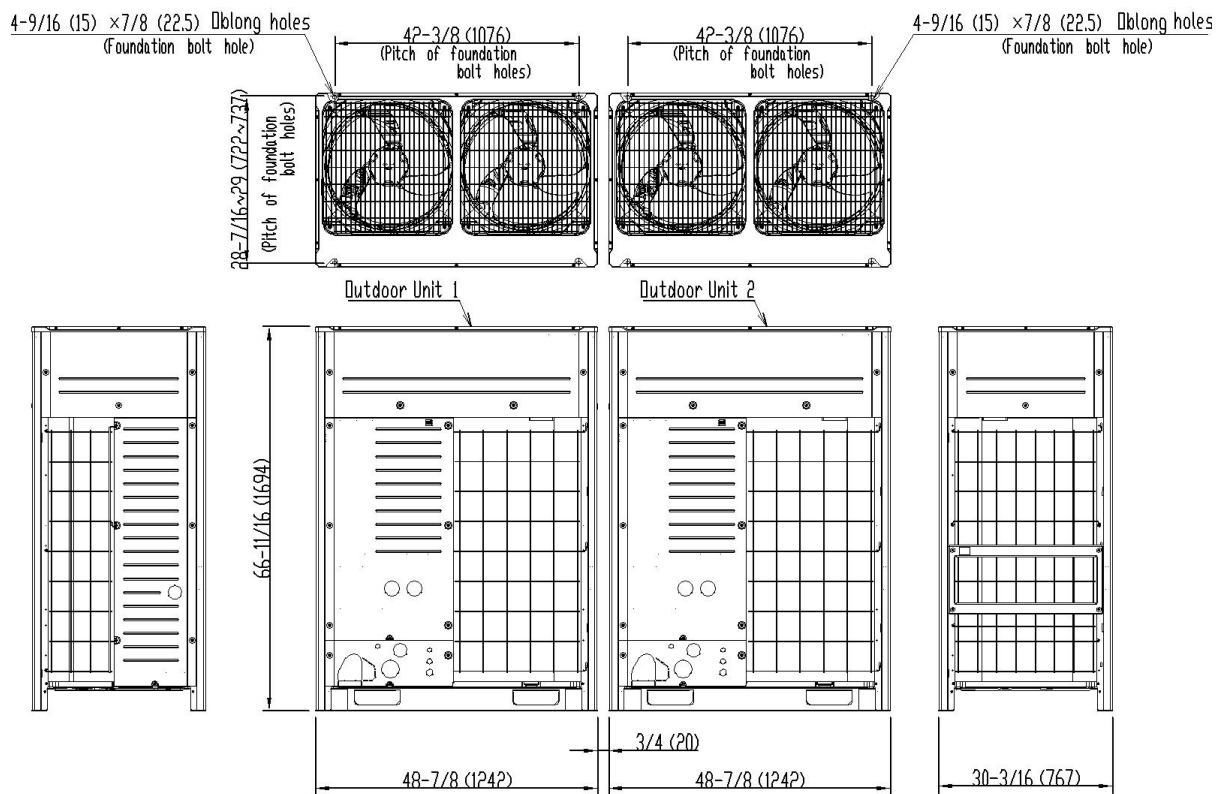 4-9/16 (15) ×7/8 (22.5) Oblong holes
(Foundation bolt hole)
42-3/8 (1076)
(Pitch of foundation
bolt holes)
42-3/8 (1076)
(Pitch of foundation
bolt holes)
4-9/16 (15) ×7/8 (22.5) Oblong holes
(Foundation bolt hole)
28-7/16~29 (722~737)
(Pitch of foundation
bolt holes)
Outdoor Unit 1
Outdoor Unit 2
66-11/16 (1694)
3/4 (20)
48-7/8 (1242)
48-7/8 (1242)
30-3/16 (767)